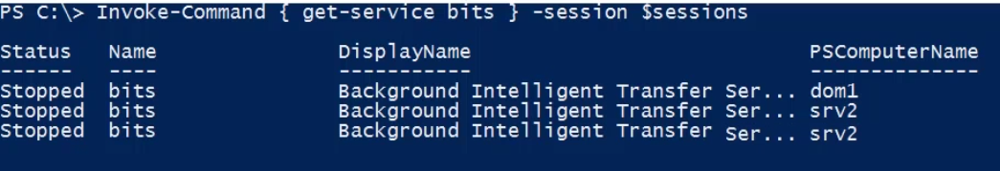 PS C:\> Invoke-Command { get-service bits } -session $sessions
Status Name DisplayName PSComputerName
------ ---- ----------- --------------
Stopped bits Background Intelligent Transfer Ser... dom1
Stopped bits Background Intelligent Transfer Ser... srv2
Stopped bits Background Intelligent Transfer Ser... srv2